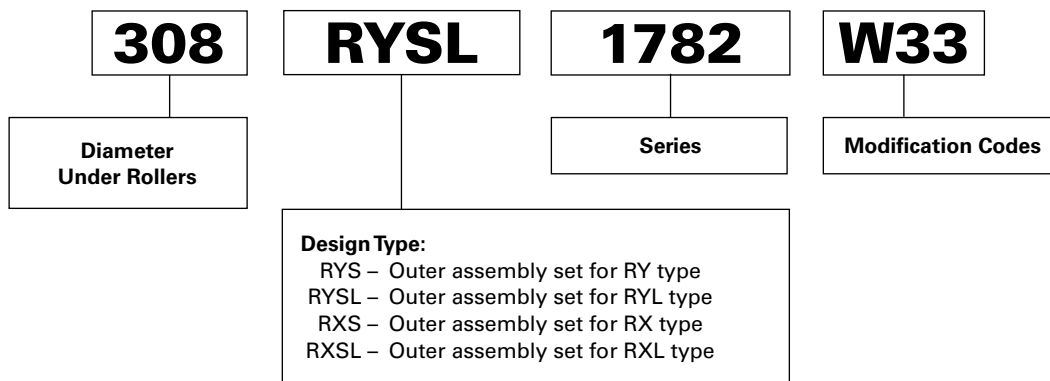 308 RYSL 1782 W33
Diameter
Under Rollers
Series
Modification Codes
Design Type:
RYS – Outer assembly set for RY type
RYSL – Outer assembly set for RYL type
RXS – Outer assembly set for RX type
RXSL – Outer assembly set for RXL type